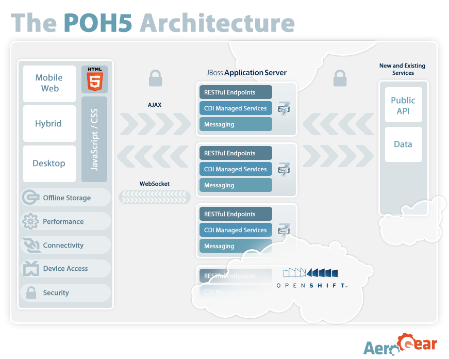 The POH5 Architecture
Mobile
Web
HTML
5
Hybrid
Desktop
JavaScript / CSS
Offline Storage
Performance
Connectivity
Device Access
Security
AJAX
WebSocket
JBoss Application Server
RESTful Endpoints
CDI Managed Services
Messaging
RESTful Endpoints
CDI Managed Services
Messaging
RESTful Endpoints
CDI Managed Services
Messaging
RESTful Endpoints
OPENSHIFT™
New and Existing
Services
Public
API
Data
AeroGear